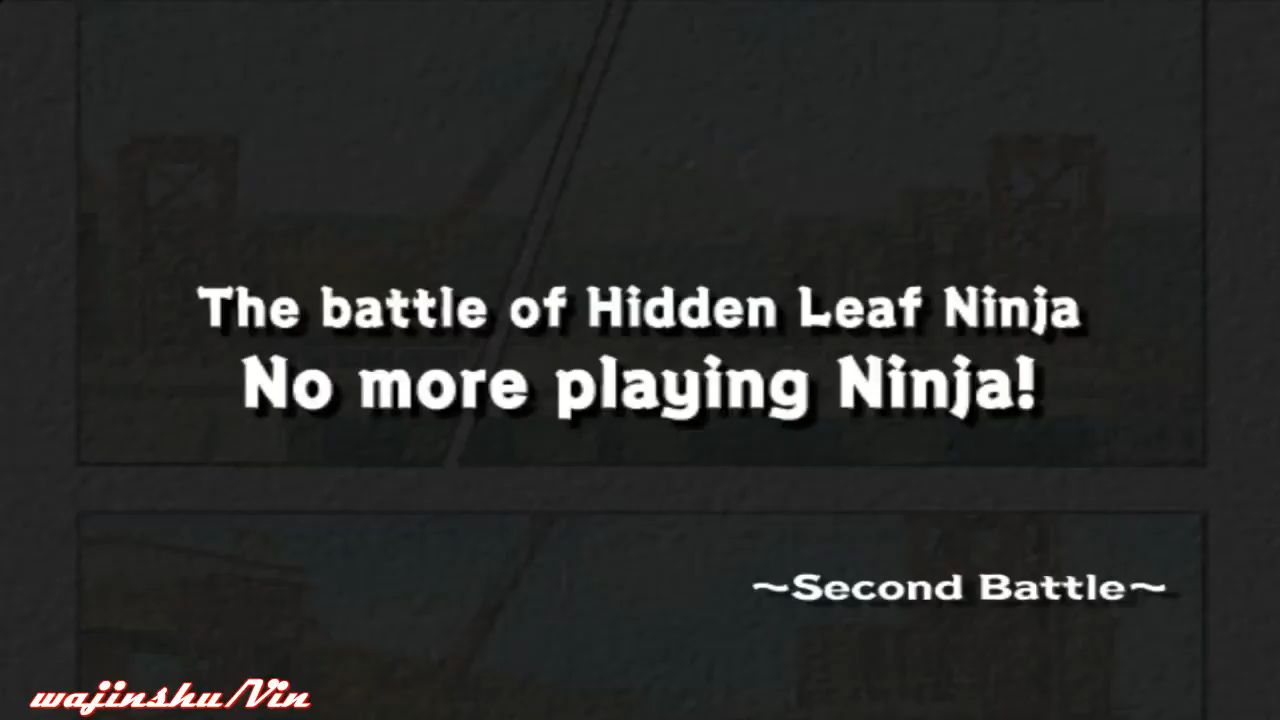 The battle of Hidden Leaf Ninja
No more playing Ninja!
~Second Battle~
wajinshu/Vin